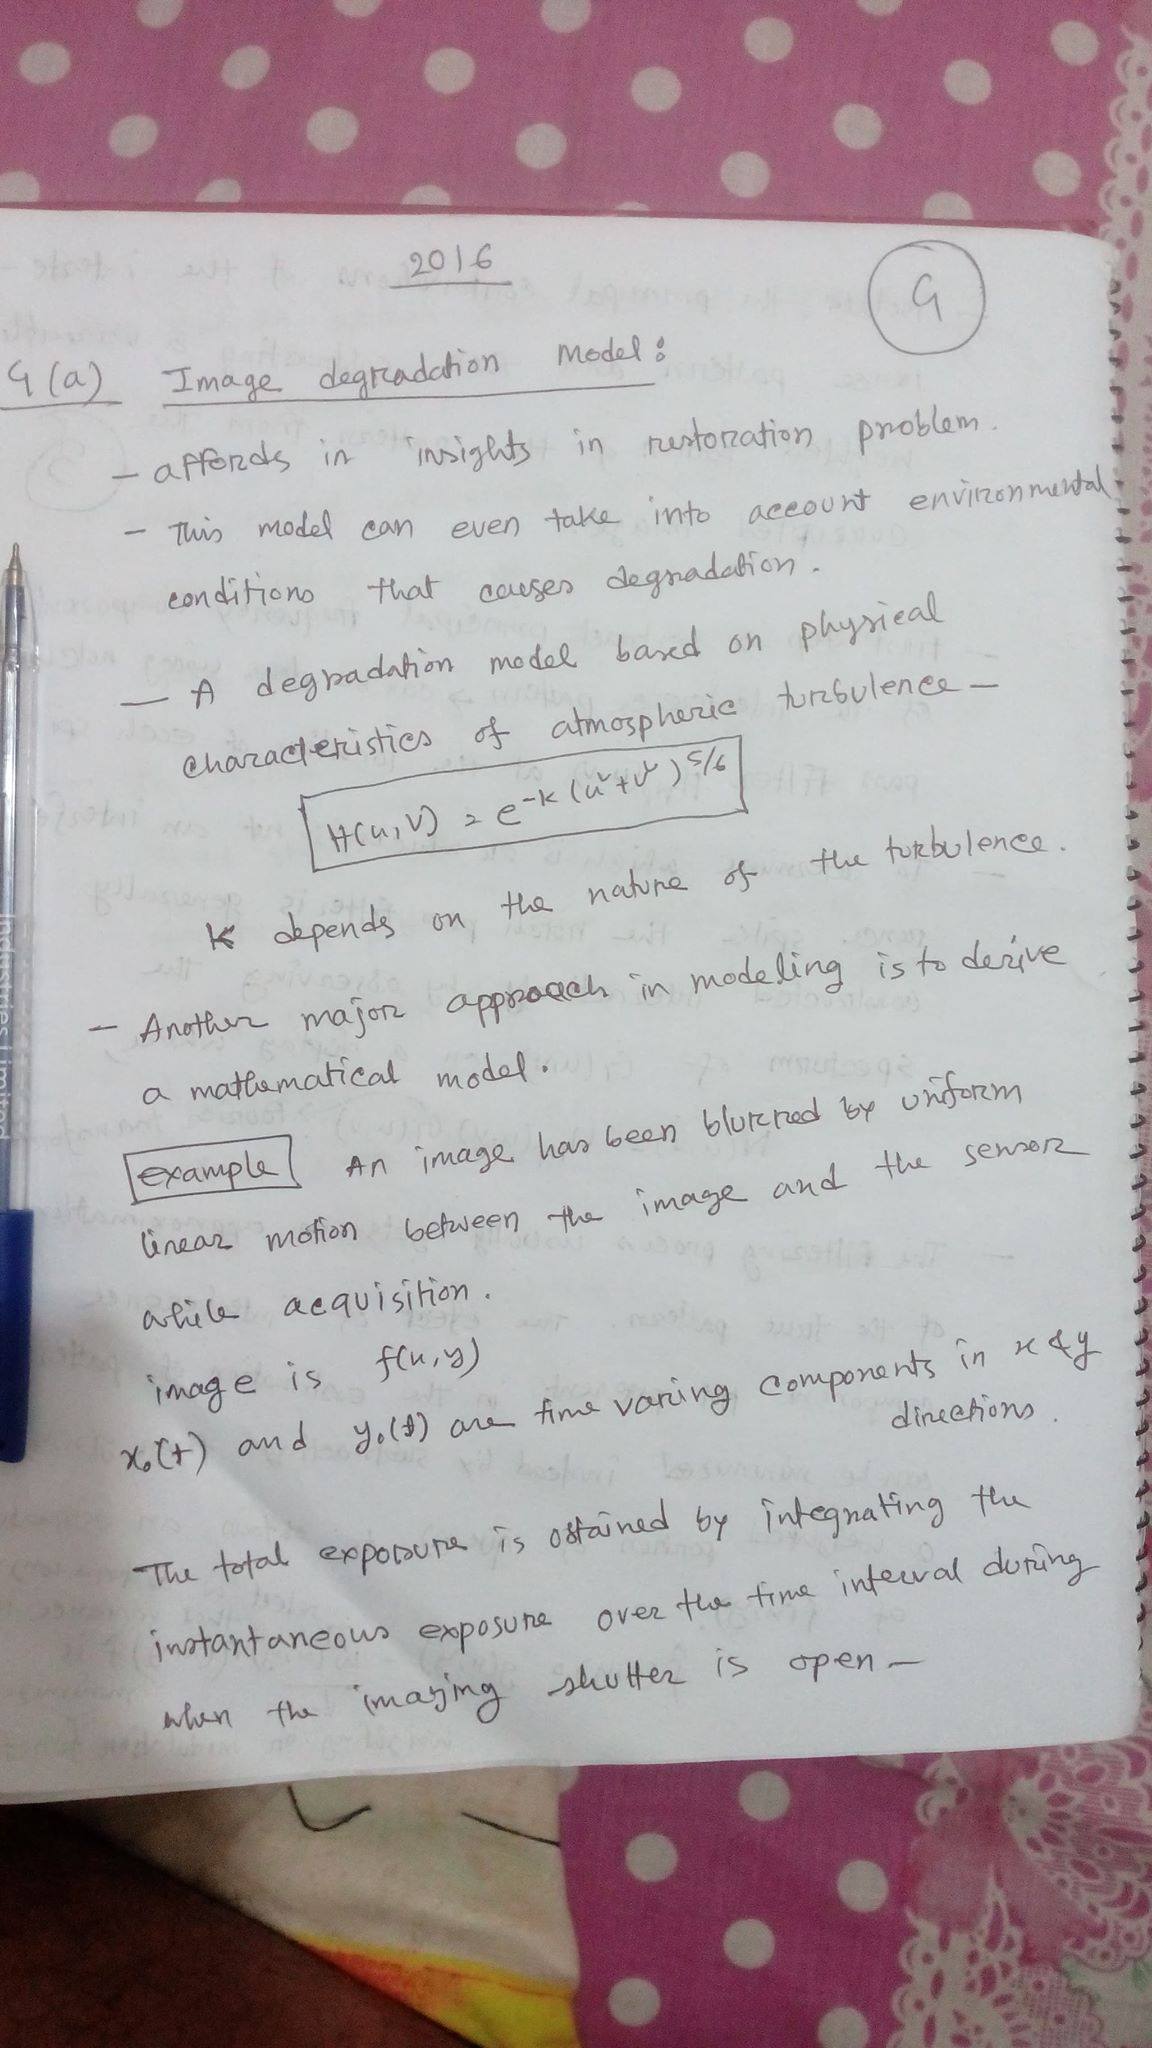 2016
9
9(a) Image degradation Model:
- affords in insights in restoration problem.
- This model can even take into account environmental
conditions that causes degradation.
- A degradation model based on physical
characteristics of atmospheric turbulence -
H(u,v) = e^-k(u²+v²)^5/6
K depends on the nature of the turbulence.
- Another major approach in modeling is to derive
a mathematical model.
example An image has been blurred by uniform
linear motion between the image and the sensor
while acquisition.
image is f(x,y)
x₀(t) and y₀(t) are time varing components in x & y
directions.
The total exposure is obtained by integrating the
instantaneous exposure over the time interval during
when the imaging shutter is open -